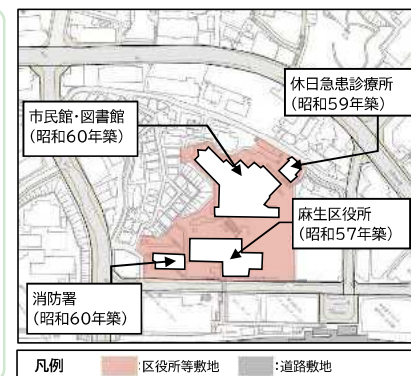 休日急患診療所
(昭和59年築)
市民館・図書館
(昭和60年築)
麻生区役所
(昭和57年築)
消防署
(昭和60年築)
凡例 :区役所等敷地 :道路敷地